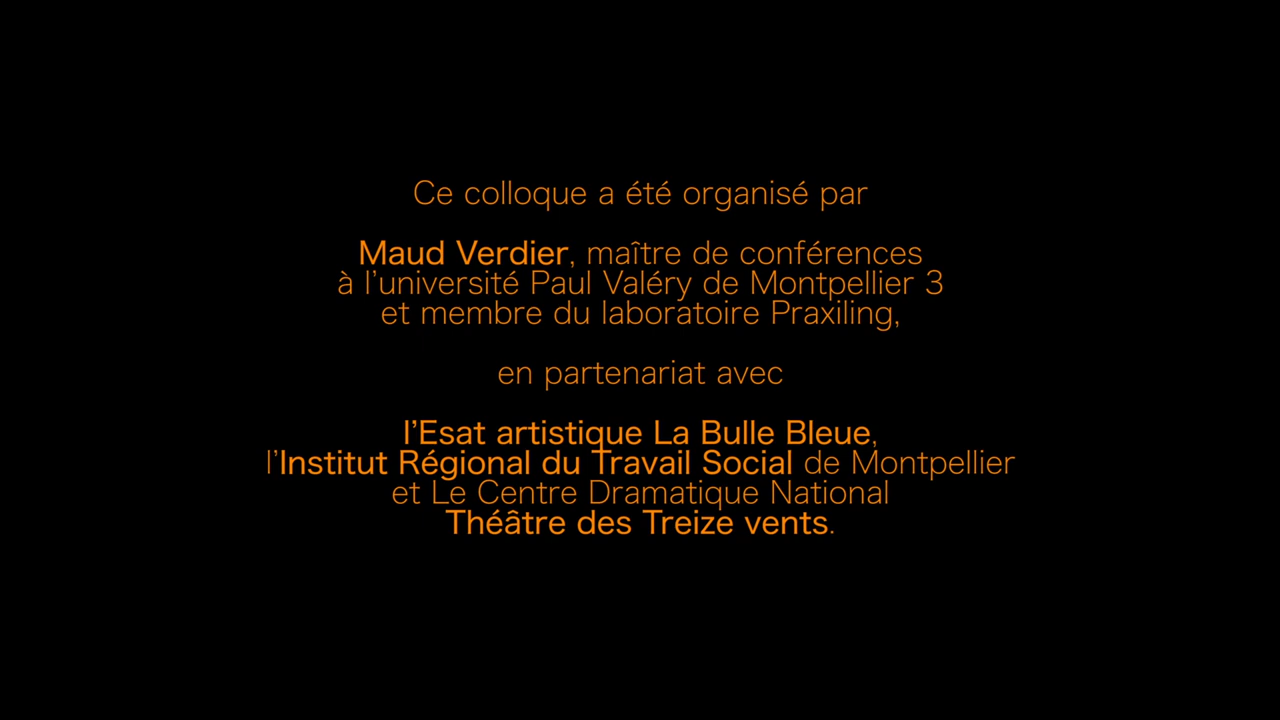 Ce colloque a été organisé par
Maud Verdier, maître de conférences
à l’université Paul Valéry de Montpellier 3
et membre du laboratoire Praxiling,
en partenariat avec
l’Esat artistique La Bulle Bleue,
l’Institut Régional du Travail Social de Montpellier
et Le Centre Dramatique National
Théâtre des Treize vents.